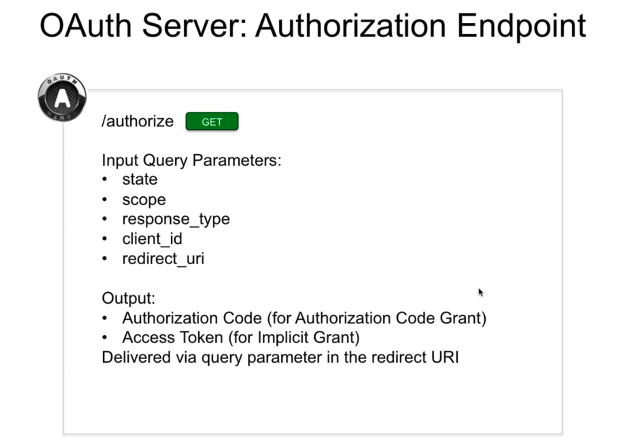 OAuth Server: Authorization Endpoint
OAUTH
A
/authorize GET
Input Query Parameters:
• state
• scope
• response_type
• client_id
• redirect_uri
Output:
• Authorization Code (for Authorization Code Grant)
• Access Token (for Implicit Grant)
Delivered via query parameter in the redirect URI